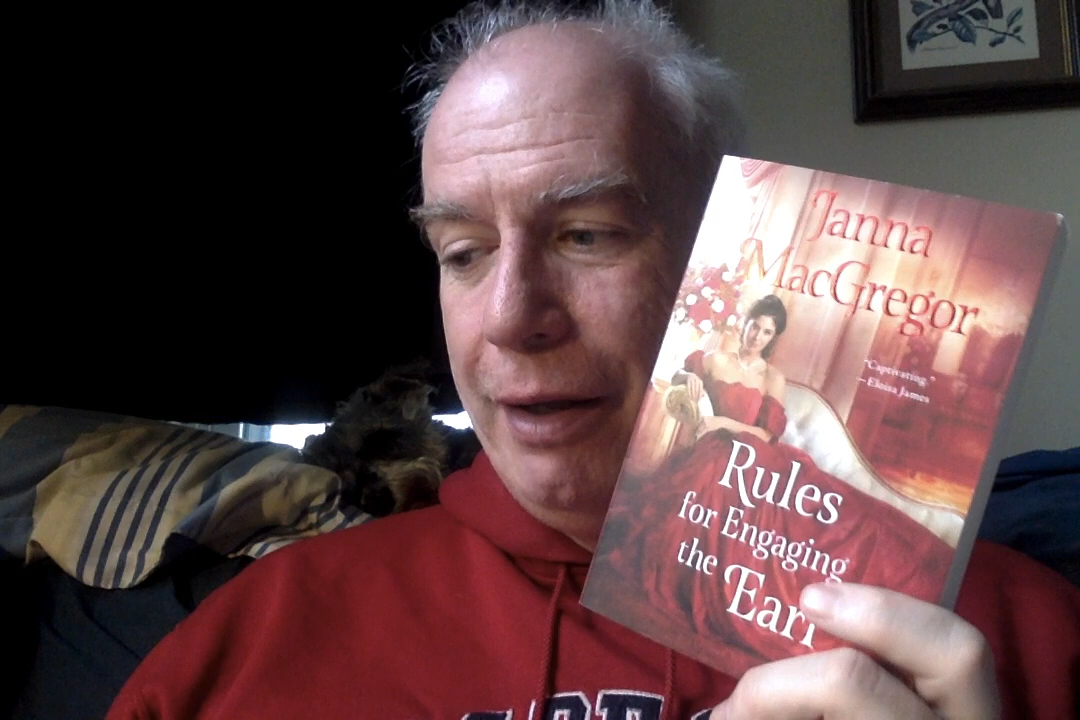 Janna
MacGregor
"Captivating."
— Eloisa James
Rules
for Engaging
the Earl